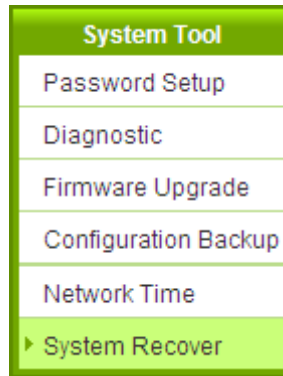 System Tool
Password Setup
Diagnostic
Firmware Upgrade
Configuration Backup
Network Time
System Recover